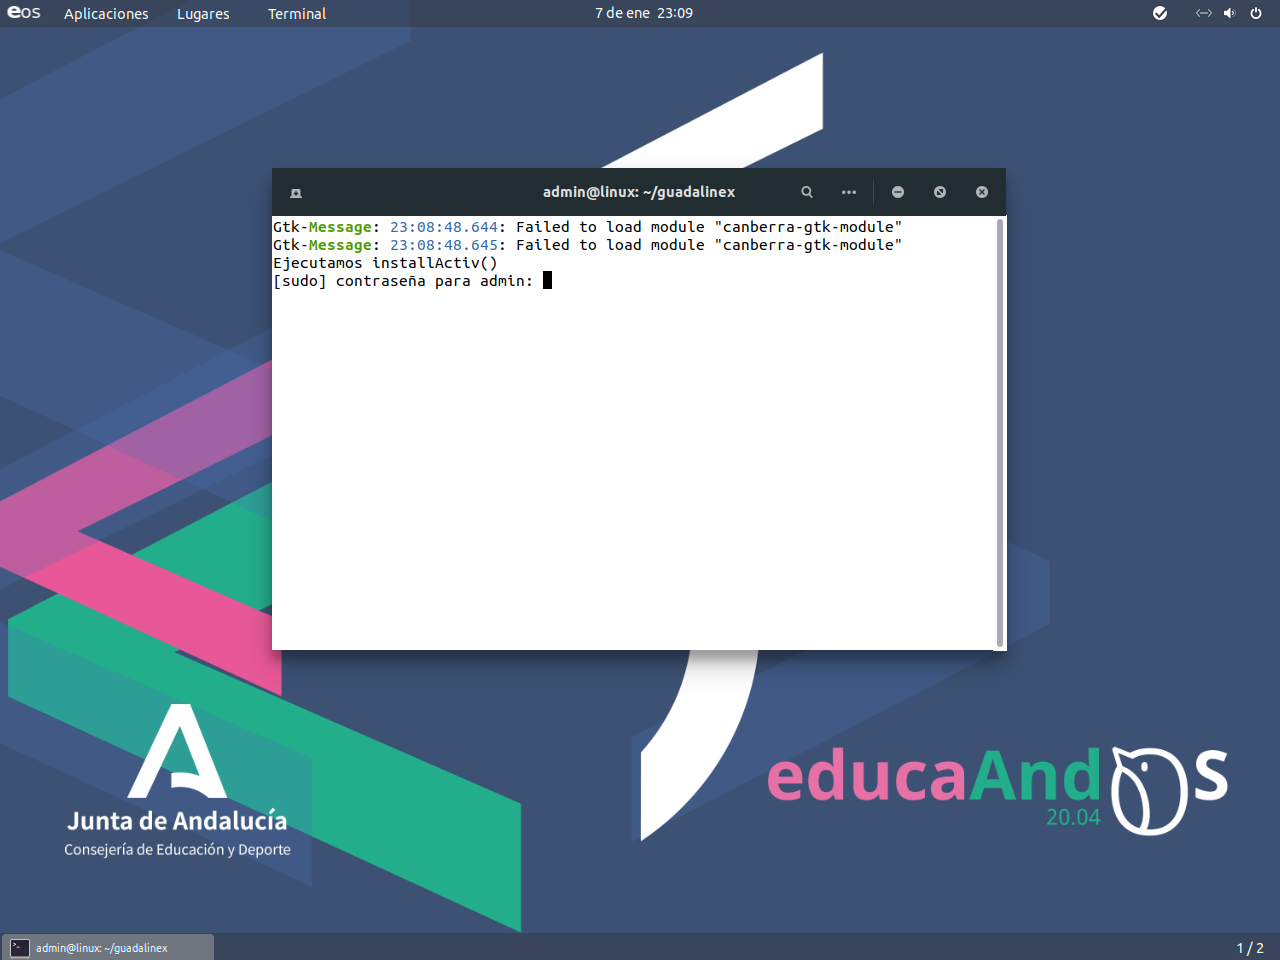 eos Aplicaciones Lugares Terminal 7 de ene 23:09
admin@linux: ~/guadalinex
Gtk-Message: 23:08:48.644: Failed to load module "canberra-gtk-module"
Gtk-Message: 23:08:48.645: Failed to load module "canberra-gtk-module"
Ejecutamos installActiv()
[sudo] contraseña para admin:
Junta de Andalucía
Consejería de Educación y Deporte
educaAndOS
20.04
admin@linux: ~/guadalinex 1 / 2